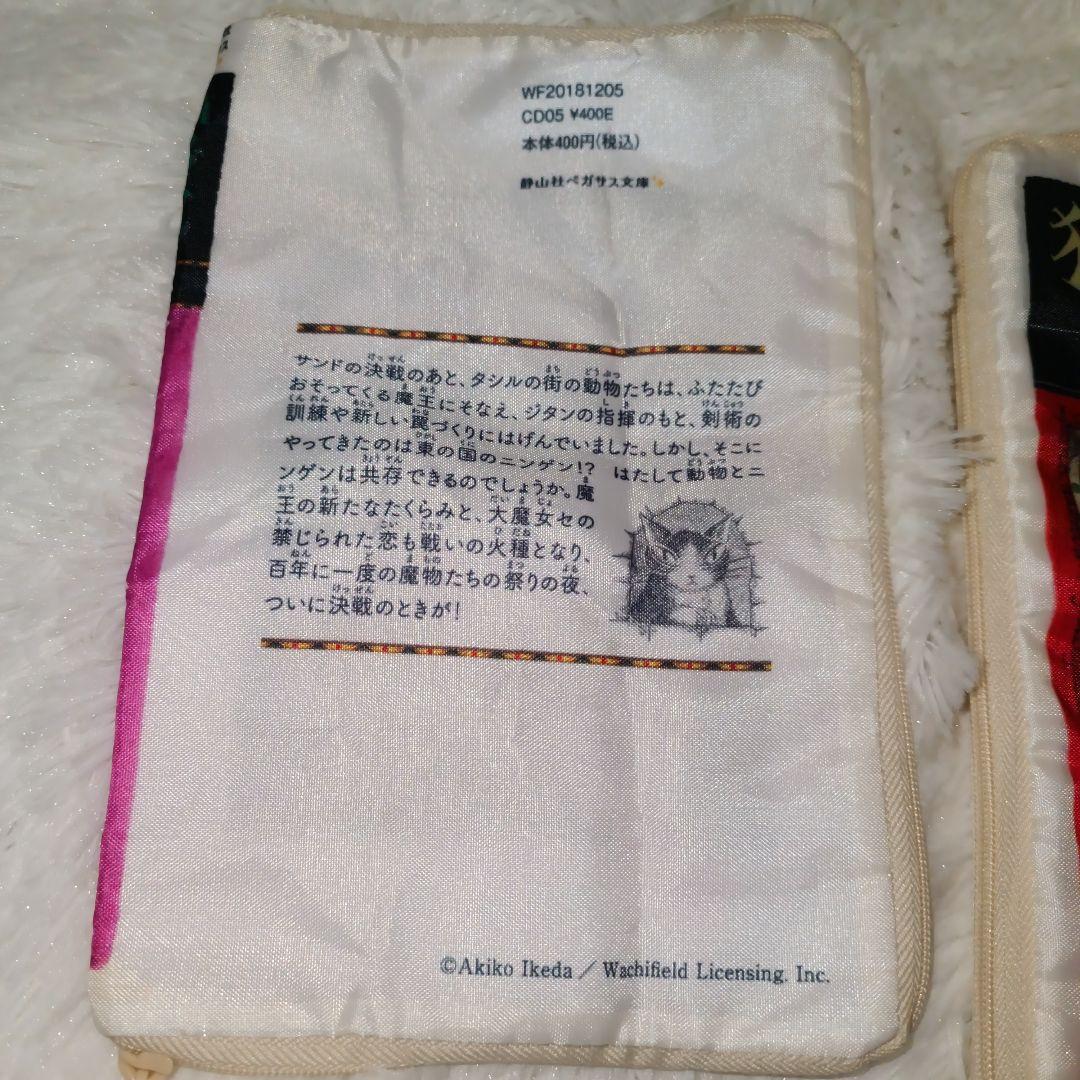 WF20181205
CD05 ¥400E
本体400円(税込)
静山社ペガサス文庫
サンドの決戦のあと、タシルの街の動物たちは、ふたたび
おそってくる魔王にそなえ、ジタンの指揮のもと、剣術の
訓練や新しい罠づくりにはげんでいました。しかし、そこに
やってきたのは東の国のニンゲン!? はたして動物とニ
ンゲンは共存できるのでしょうか。魔
王の新たなたくらみと、大魔女セの
禁じられた恋も戦いの火種となり、
百年に一度の魔物たちの祭りの夜、
ついに決戦のときが!
©Akiko Ikeda / Wachifield Licensing. Inc.